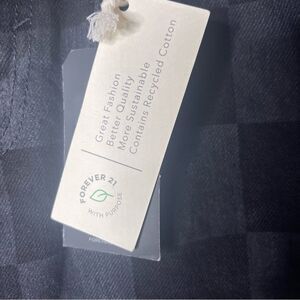 Great Fashion
Better Quality
More Sustainable
Contains Recycled Cotton
FOREVER 21
WITH PURPOSE